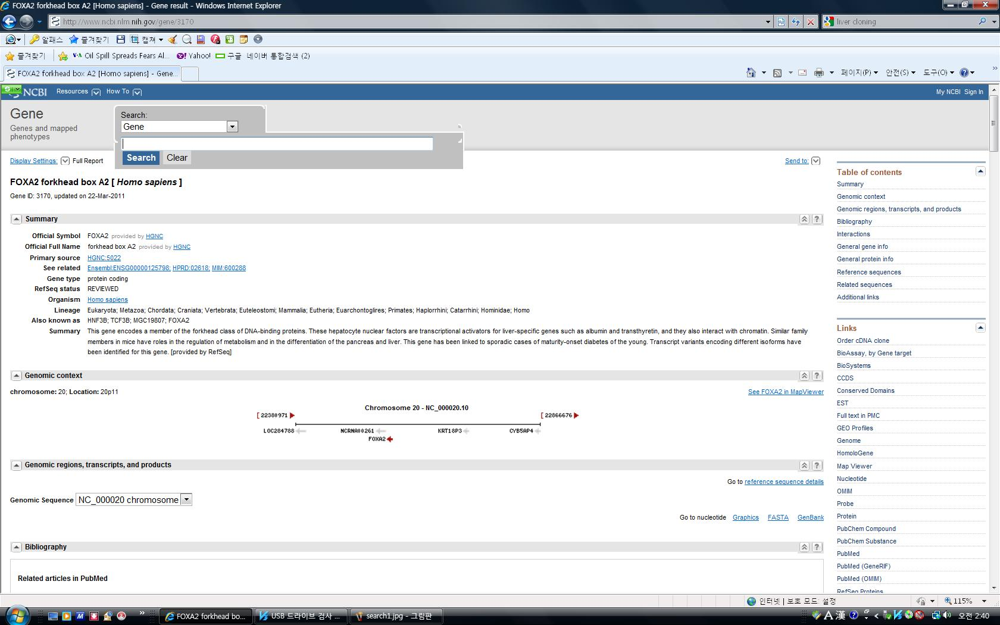 FOXA2 forkhead box A2 [Homo sapiens] - Gene result - Windows Internet Explorer
http://www.ncbi.nlm.nih.gov/gene/3170
liver cloning
알패스 즐겨찾기 캡쳐
즐겨찾기 VOA Oil Spill Spreads Fears Al... Yahoo! 구글 네이버 통합검색 (2)
FOXA2 forkhead box A2 [Homo sapiens] - Gene...
페이지(P) 안전(S) 도구(O)
NCBI Resources How To My NCBI Sign In
Gene
Genes and mapped
phenotypes
Search:
Gene
Search Clear
Display Settings: Full Report Send to:
FOXA2 forkhead box A2 [ Homo sapiens ]
Gene ID: 3170, updated on 22-Mar-2011
Summary
Official Symbol FOXA2 provided by HGNC
Official Full Name forkhead box A2 provided by HGNC
Primary source HGNC:5022
See related Ensembl:ENSG00000125798; HPRD:02618; MIM:600288
Gene type protein coding
RefSeq status REVIEWED
Organism Homo sapiens
Lineage Eukaryota; Metazoa; Chordata; Craniata; Vertebrata; Euteleostomi; Mammalia; Eutheria; Euarchontoglires; Primates; Haplorrhini; Catarrhini; Hominidae; Homo
Also known as HNF3B; TCF3B; MGC19807; FOXA2
Summary This gene encodes a member of the forkhead class of DNA-binding proteins. These hepatocyte nuclear factors are transcriptional activators for liver-specific genes such as albumin and transthyretin, and they also interact with chromatin. Similar family
members in mice have roles in the regulation of metabolism and in the differentiation of the pancreas and liver. This gene has been linked to sporadic cases of maturity-onset diabetes of the young. Transcript variants encoding different isoforms have
been identified for this gene. [provided by RefSeq]
Genomic context
chromosome: 20; Location: 20p11 See FOXA2 in MapViewer
Chromosome 20 - NC_000020.10
[ 22380971 [ 22866676
LOC284788 NCRNA00261 KRT18P3 CYB5AP4
FOXA2
Genomic regions, transcripts, and products
Go to reference sequence details
Genomic Sequence NC_000020 chromosome
Go to nucleotide Graphics FASTA GenBank
Bibliography
Related articles in PubMed
Table of contents
Summary
Genomic context
Genomic regions, transcripts, and products
Bibliography
Interactions
General gene info
General protein info
Reference sequences
Related sequences
Additional links
Links
Order cDNA clone
BioAssay, by Gene target
BioSystems
CCDS
Conserved Domains
EST
Full text in PMC
GEO Profiles
Genome
HomoloGene
Map Viewer
Nucleotide
OMIM
Probe
Protein
PubChem Compound
PubChem Substance
PubMed
PubMed (GeneRIF)
PubMed (OMIM)
RefSeq Proteins
인터넷 | 보호 모드: 설정 115%
FOXA2 forkhead bo... USB 드라이브 검사 ... search1.jpg - 그림판 A 漢 오전 2:40